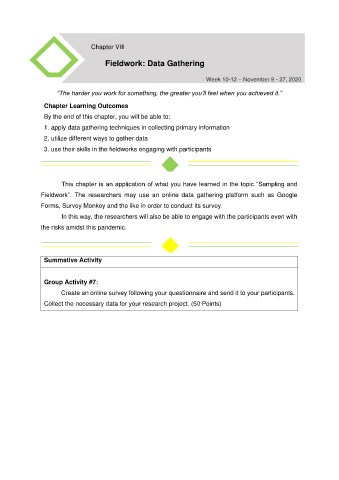 Chapter VIII
Fieldwork: Data Gathering
Week 10-12 – November 9 - 27, 2020
"The harder you work for something, the greater you'll feel when you achieved it."
Chapter Learning Outcomes
By the end of this chapter, you will be able to:
1. apply data gathering techniques in collecting primary information
2. utilize different ways to gather data
3. use their skills in the fieldworks engaging with participants
This chapter is an application of what you have learned in the topic "Sampling and
Fieldwork". The researchers may use an online data gathering platform such as Google
Forms, Survey Monkey and the like in order to conduct its survey.
In this way, the researchers will also be able to engage with the participants even with
the risks amidst this pandemic.
Summative Activity
Group Activity #7:
Create an online survey following your questionnaire and send it to your participants.
Collect the necessary data for your research project. (50 Points)